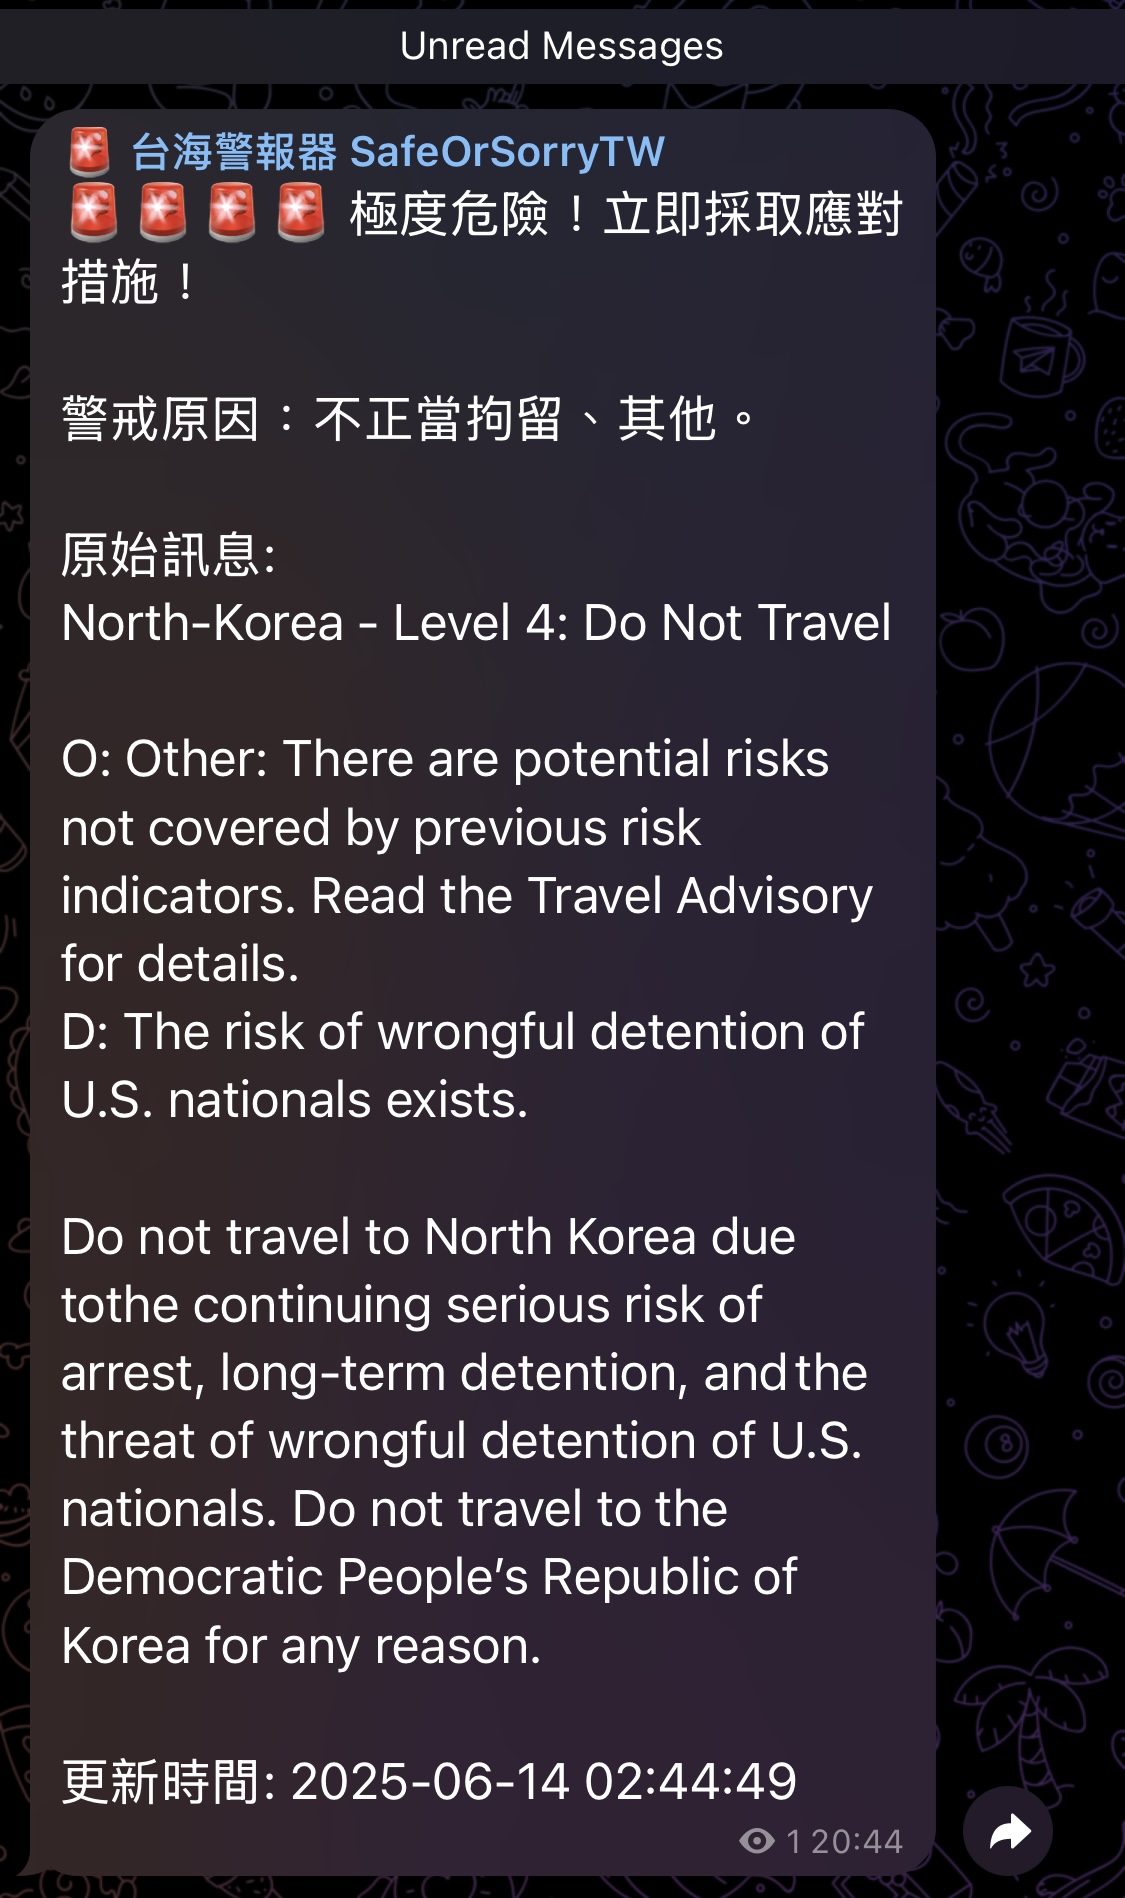 Unread Messages
🚨 台海警報器 SafeOrSorryTW
🚨🚨🚨🚨 極度危險！立即採取應對
措施！
警戒原因：不正當拘留、其他。
原始訊息:
North-Korea - Level 4: Do Not Travel
O: Other: There are potential risks
not covered by previous risk
indicators. Read the Travel Advisory
for details.
D: The risk of wrongful detention of
U.S. nationals exists.
Do not travel to North Korea due
tothe continuing serious risk of
arrest, long-term detention, and the
threat of wrongful detention of U.S.
nationals. Do not travel to the
Democratic People’s Republic of
Korea for any reason.
更新時間: 2025-06-14 02:44:49
1 20:44